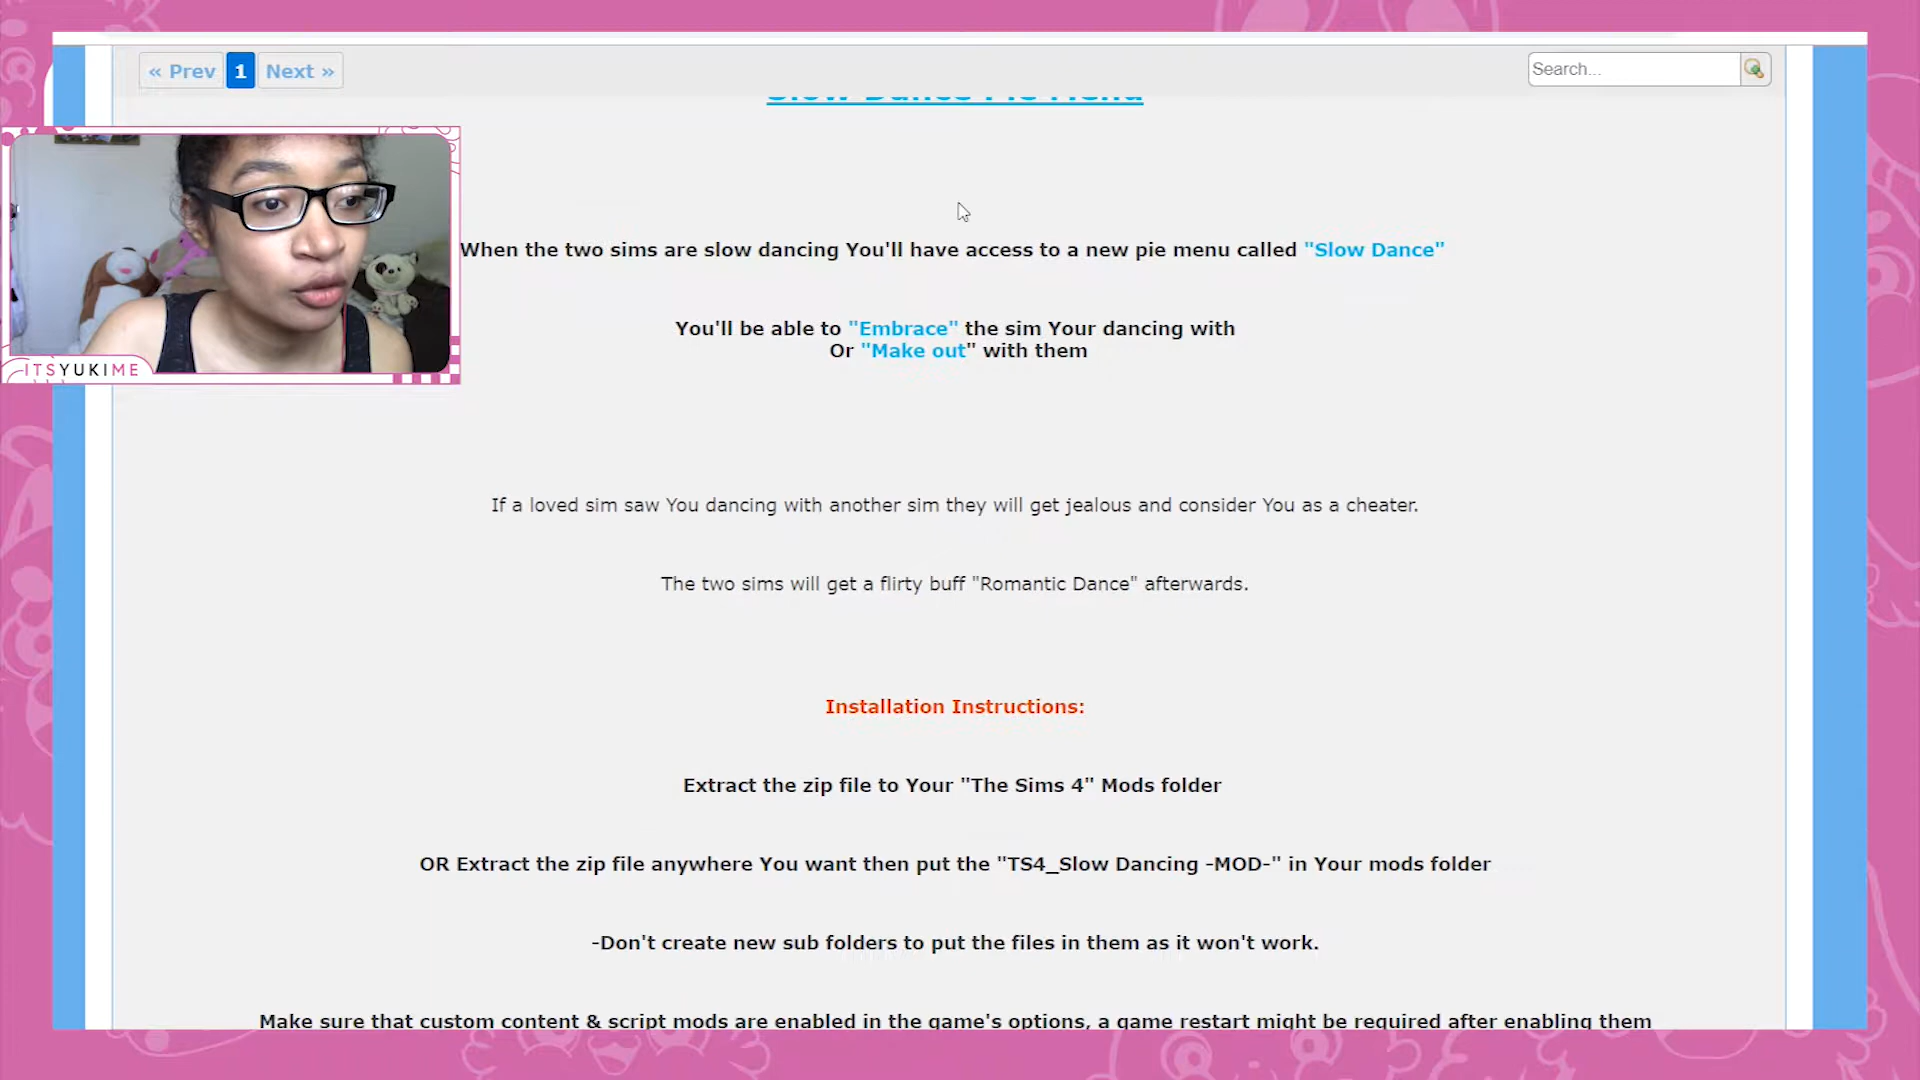 « Prev 1 Next »
Search...
Slow Dance Pie Menu
When the two sims are slow dancing You'll have access to a new pie menu called "Slow Dance"
You'll be able to "Embrace" the sim Your dancing with
Or "Make out" with them
ITSYUKIME
If a loved sim saw You dancing with another sim they will get jealous and consider You as a cheater.
The two sims will get a flirty buff "Romantic Dance" afterwards.
Installation Instructions:
Extract the zip file to Your "The Sims 4" Mods folder
OR Extract the zip file anywhere You want then put the "TS4_Slow Dancing -MOD-" in Your mods folder
-Don't create new sub folders to put the files in them as it won't work.
Make sure that custom content & script mods are enabled in the game's options, a game restart might be required after enabling them